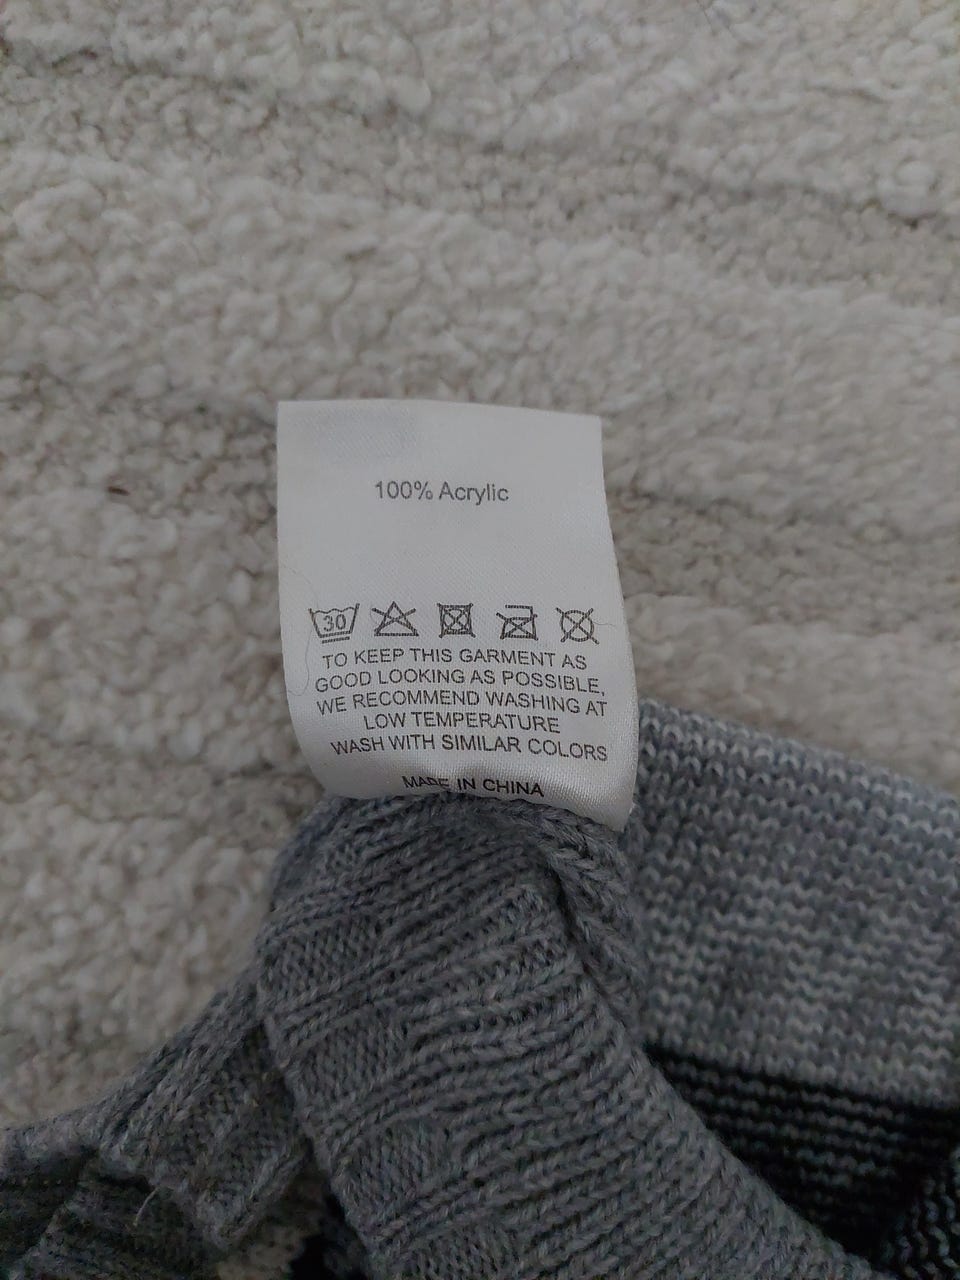 100% Acrylic
30
TO KEEP THIS GARMENT AS
GOOD LOOKING AS POSSIBLE,
WE RECOMMEND WASHING AT
LOW TEMPERATURE
WASH WITH SIMILAR COLORS
MADE IN CHINA